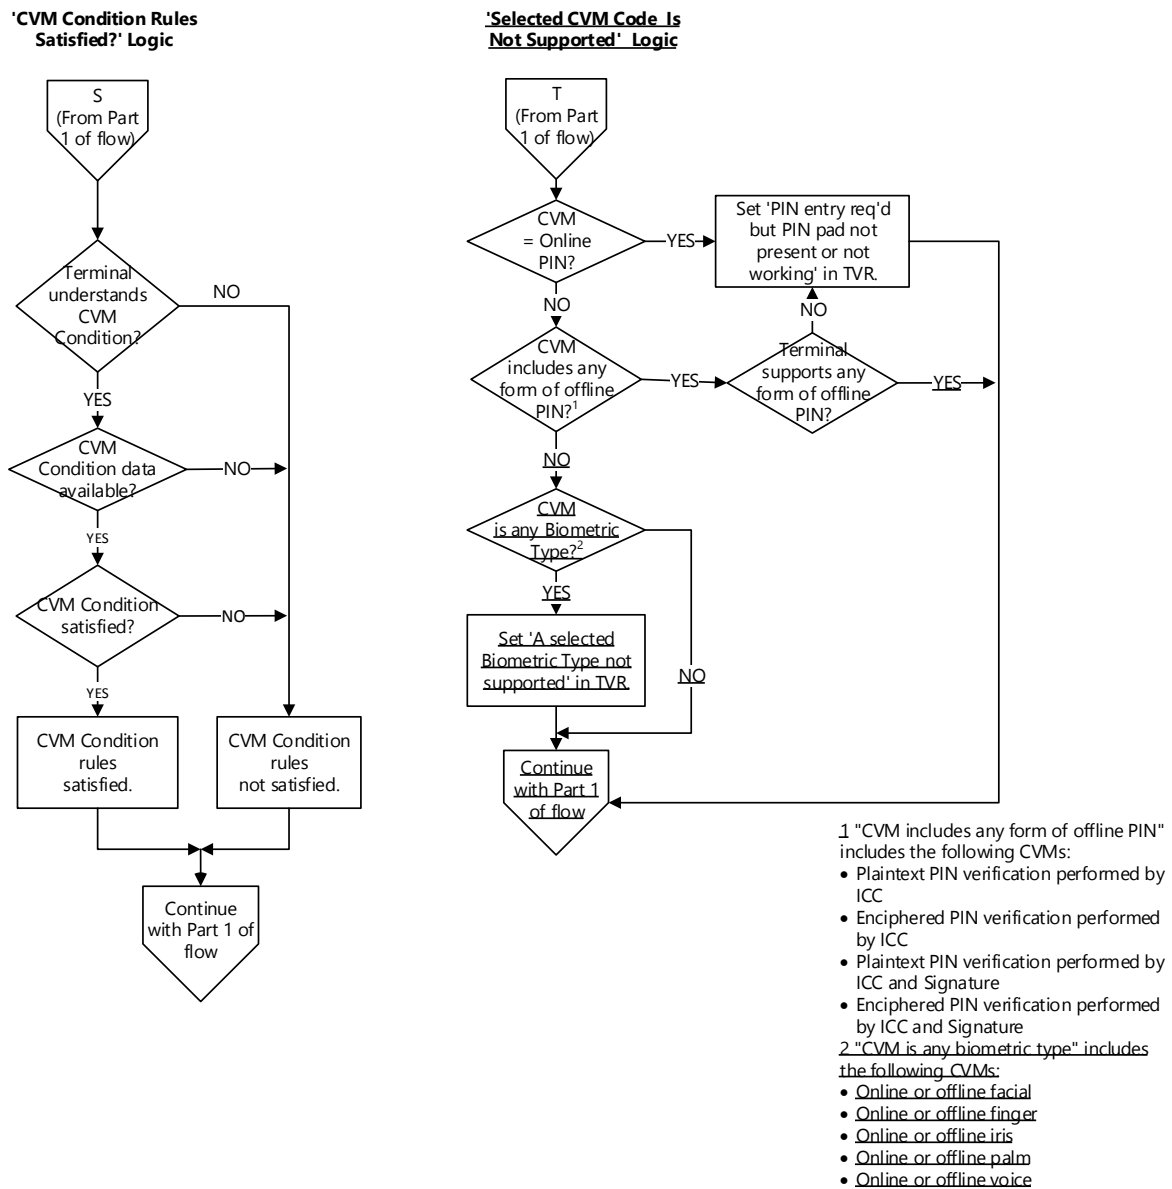 'CVM Condition Rules
Satisfied?' Logic
S
(From Part
1 of flow)
Terminal
understands
CVM
Condition?
NO
YES
CVM
Condition data
available?
NO
YES
CVM Condition
satisfied?
NO
YES
CVM Condition
rules
satisfied.
CVM Condition
rules
not satisfied.
Continue
with Part 1 of
flow
'Selected CVM Code Is
Not Supported' Logic
T
(From Part
1 of flow)
CVM
= Online
PIN?
YES
Set 'PIN entry req'd
but PIN pad not
present or not
working' in TVR.
NO
NO
CVM
includes any
form of offline
PIN?1
YES
Terminal
supports any
form of offline
PIN?
YES
NO
CVM
is any Biometric
Type?2
YES
Set 'A selected
Biometric Type not
supported' in TVR
NO
Continue
with Part 1
of flow
1 "CVM includes any form of offline PIN"
includes the following CVMs:
• Plaintext PIN verification performed by
ICC
• Enciphered PIN verification performed
by ICC
• Plaintext PIN verification performed by
ICC and Signature
• Enciphered PIN verification performed
by ICC and Signature
2 "CVM is any biometric type" includes
the following CVMs:
• Online or offline facial
• Online or offline finger
• Online or offline iris
• Online or offline palm
• Online or offline voice